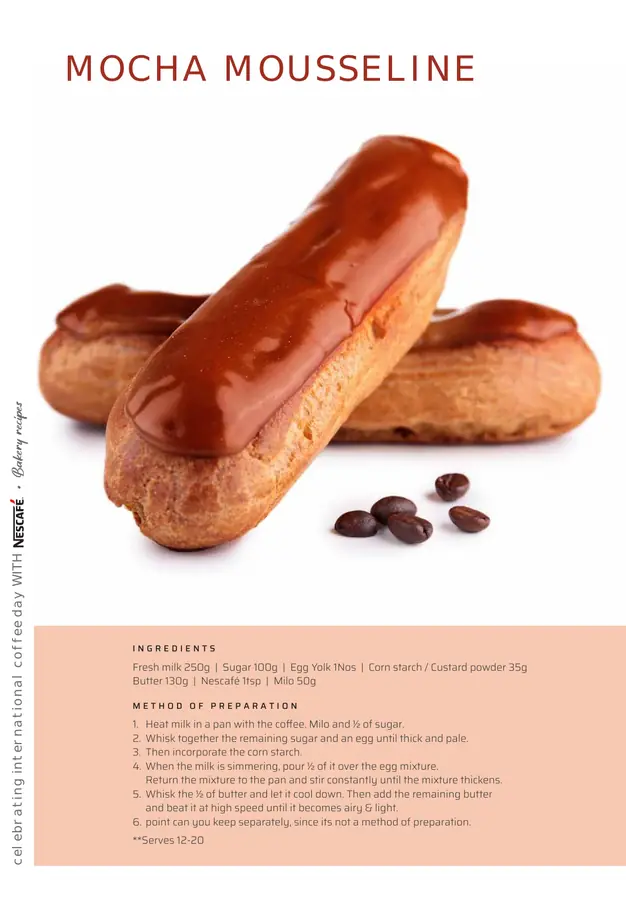 MOCHA MOUSSELINE
celebrating international coffee day WITH NESCAFÉ. • Bakery recipes
INGREDIENTS
Fresh milk 250g | Sugar 100g | Egg Yolk 1Nos | Corn starch / Custard powder 35g
Butter 130g | Nescafé 1tsp | Milo 50g
METHOD OF PREPARATION
1. Heat milk in a pan with the coffee. Milo and ½ of sugar.
2. Whisk together the remaining sugar and an egg until thick and pale.
3. Then incorporate the corn starch.
4. When the milk is simmering, pour ½ of it over the egg mixture.
Return the mixture to the pan and stir constantly until the mixture thickens.
5. Whisk the ½ of butter and let it cool down. Then add the remaining butter
and beat it at high speed until it becomes airy & light.
6. point can you keep separately, since its not a method of preparation.
**Serves 12-20